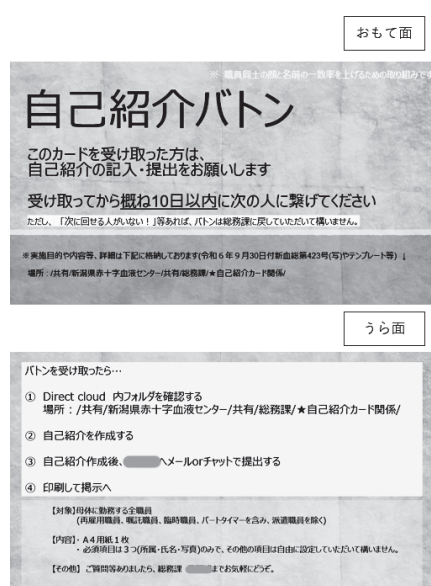 おもて面
※ 職員同士の顔と名前の一致率を上げるための取り組みです
自己紹介バトン
このカードを受け取った方は、
自己紹介の記入・提出をお願いします
受け取ってから概ね10日以内に次の人に繋げてください
ただし、「次に回せる人がいない！」等あれば、バトンは総務課に戻していただいて構いません。
※実施目的や内容等、詳細は下記に格納しております(令和６年９月30日付新血総第423号(写)やテンプレート等) ↓
場所：/共有/新潟県赤十字血液センター/共有/総務課/★自己紹介カード関係/
うら面
バトンを受け取ったら…
① Direct cloud 内フォルダを確認する
場所：/共有/新潟県赤十字血液センター/共有/総務課/★自己紹介カード関係/
② 自己紹介を作成する
③ 自己紹介作成後、へメールorチャットで提出する
④ 印刷して掲示へ
【対象】母体に勤務する全職員
(再雇用職員、嘱託職員、臨時職員、パートタイマーを含み、派遣職員を除く)
【内容】・Ａ４用紙１枚
・必須項目は３つ(所属・氏名・写真)のみで、その他の項目は自由に設定していただいて構いません。
【その他】ご質問等ありましたら、総務課 までお気軽にどうぞ。